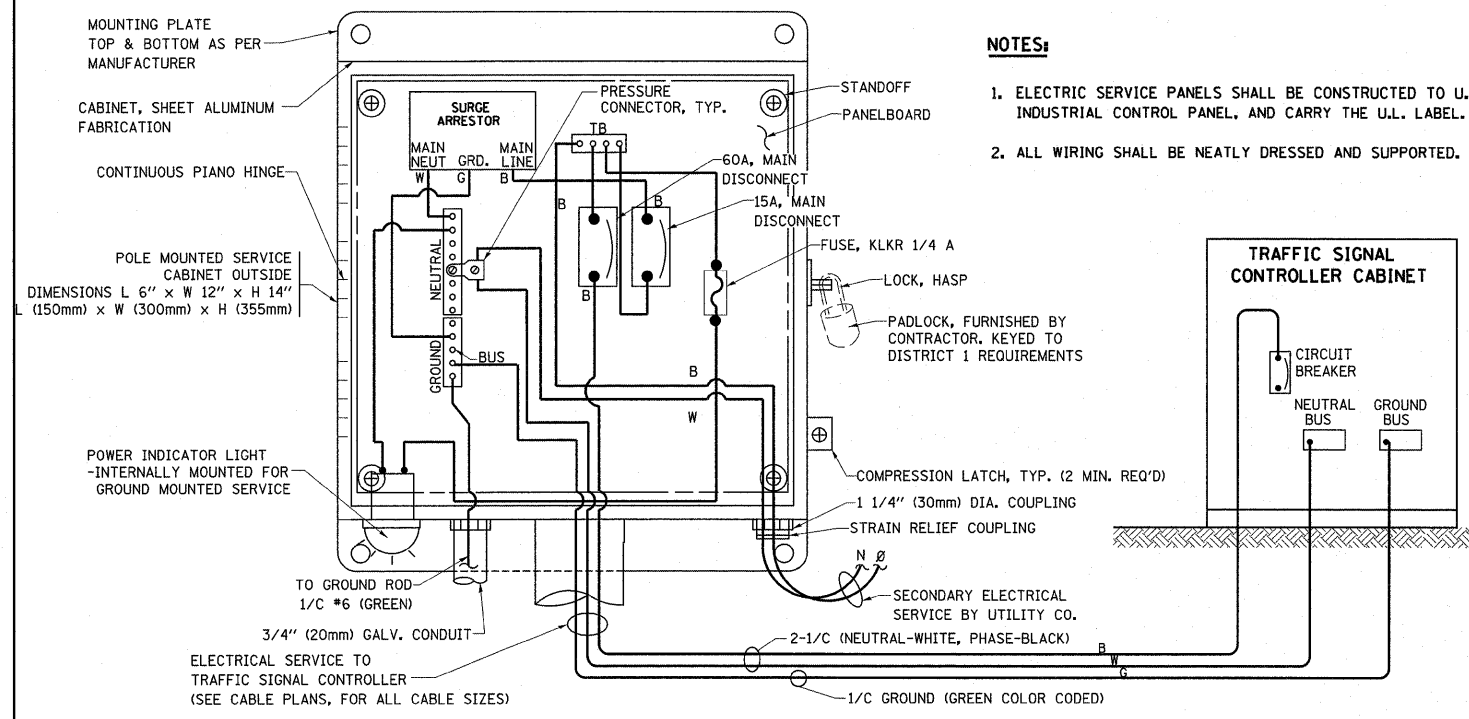 MOUNTING PLATE
TOP & BOTTOM AS PER
MANUFACTURER
CABINET, SHEET ALUMINUM
FABRICATION
CONTINUOUS PIANO HINGE
POLE MOUNTED SERVICE
CABINET OUTSIDE
DIMENSIONS L 6" x W 12" x H 14"
L (150mm) x W (300mm) x H (355mm)
POWER INDICATOR LIGHT
-INTERNALLY MOUNTED FOR
GROUND MOUNTED SERVICE
SURGE
ARRESTOR
MAIN
NEUT
GRD.
MAIN
LINE
W
G
B
PRESSURE
CONNECTOR, TYP.
TB
60A, MAIN
DISCONNECT
15A, MAIN
DISCONNECT
B
B
B
NEUTRAL
GROUND
BUS
B
W
STANDOFF
PANELBOARD
FUSE, KLKR 1/4 A
LOCK, HASP
PADLOCK, FURNISHED BY
CONTRACTOR. KEYED TO
DISTRICT 1 REQUIREMENTS
COMPRESSION LATCH, TYP. (2 MIN. REQ'D)
1 1/4" (30mm) DIA. COUPLING
STRAIN RELIEF COUPLING
N Ø
SECONDARY ELECTRICAL
SERVICE BY UTILITY CO.
TO GROUND ROD
1/C #6 (GREEN)
3/4" (20mm) GALV. CONDUIT
ELECTRICAL SERVICE TO
TRAFFIC SIGNAL CONTROLLER
(SEE CABLE PLANS, FOR ALL CABLE SIZES)
2-1/C (NEUTRAL-WHITE, PHASE-BLACK)
B
W
G
1/C GROUND (GREEN COLOR CODED)
NOTES:
1. ELECTRIC SERVICE PANELS SHALL BE CONSTRUCTED TO U.
INDUSTRIAL CONTROL PANEL, AND CARRY THE U.L. LABEL.
2. ALL WIRING SHALL BE NEATLY DRESSED AND SUPPORTED.
TRAFFIC SIGNAL
CONTROLLER CABINET
CIRCUIT
BREAKER
NEUTRAL
BUS
GROUND
BUS